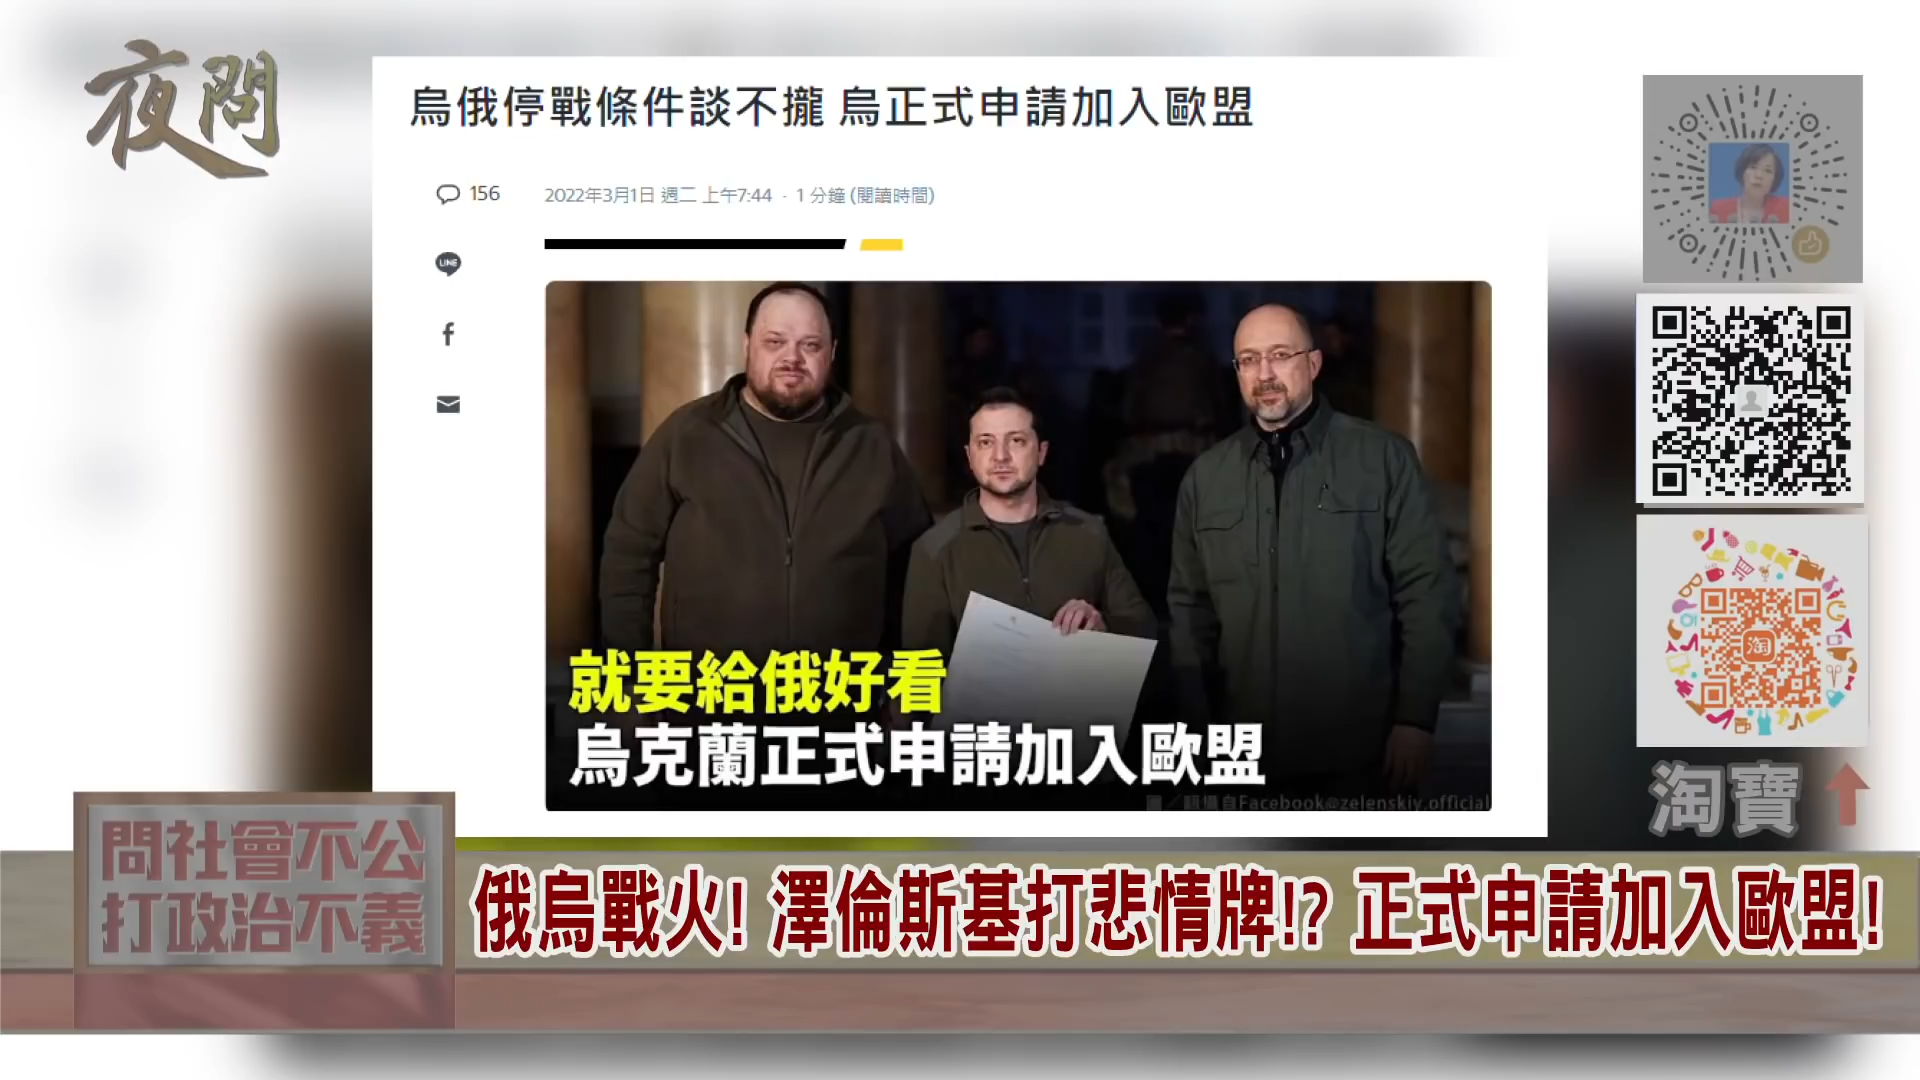 夜問
烏俄停戰條件談不攏 烏正式申請加入歐盟
156
2022年3月1日 週二 上午7:44 · 1 分鐘 (閱讀時間)
LINE
就要給俄好看
烏克蘭正式申請加入歐盟
圖／翻攝自Facebook@zelenskiy.official
淘
淘寶
問社會不公
打政治不義
俄烏戰火! 澤倫斯基打悲情牌!? 正式申請加入歐盟!